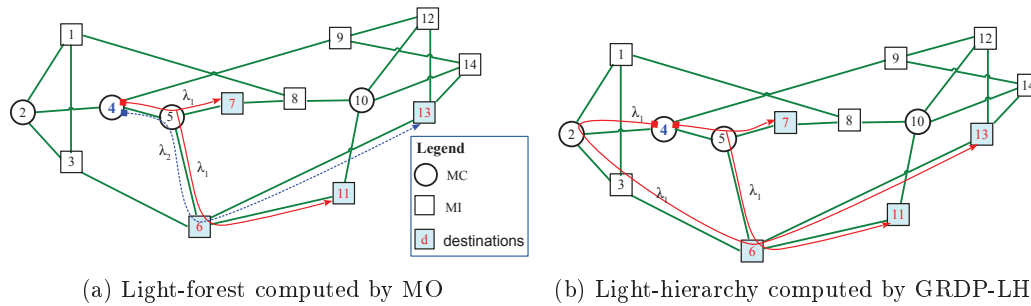 1
2
3
4
5
6
7
8
9
10
11
12
13
14
λ1
λ2
λ1
Legend
MC
MI
d destinations
1
2
3
4
5
6
7
8
9
10
11
12
13
14
λ1
λ1
λ1
(a) Light-forest computed by MO
(b) Light-hierarchy computed by GRDP-LH